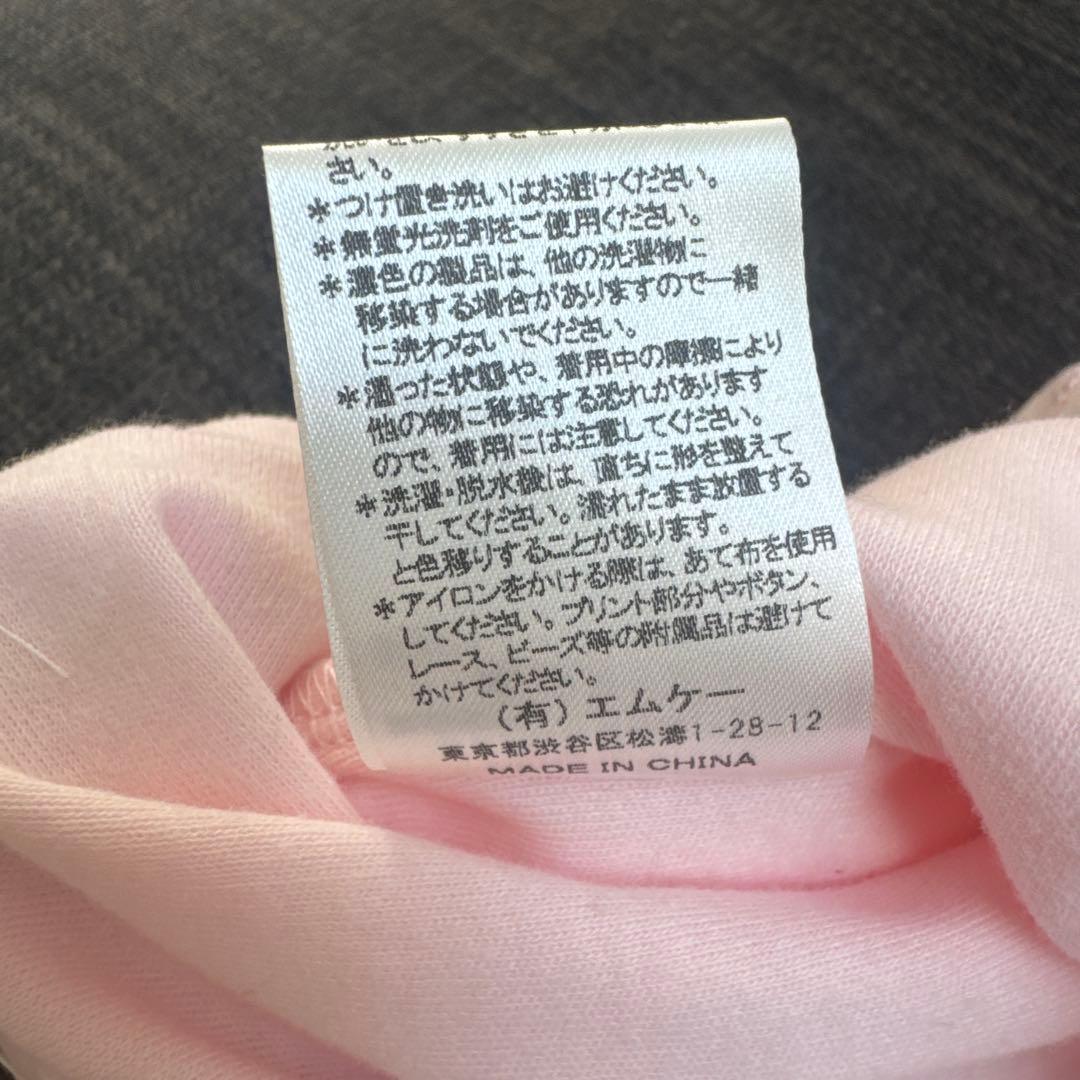 さい。
＊つけ置き洗いはお避けください。
＊無蛍光洗剤をご使用ください。
＊濃色の製品は、他の洗濯物に
移染する場合がありますので一緒
に洗わないでください。
＊湿った状態や、着用中の摩擦により
他の物に移染する恐れがあります
ので、着用には注意してください。
＊洗濯・脱水後は、直ちに形を整えて
干してください。濡れたまま放置する
と色移りすることがあります。
＊アイロンをかける際は、あて布を使用
してください。プリント部分やボタン、
レース、ビーズ等の附属品は避けて
かけてください。
(有)エムケー
東京都渋谷区松濤1-28-12
MADE IN CHINA